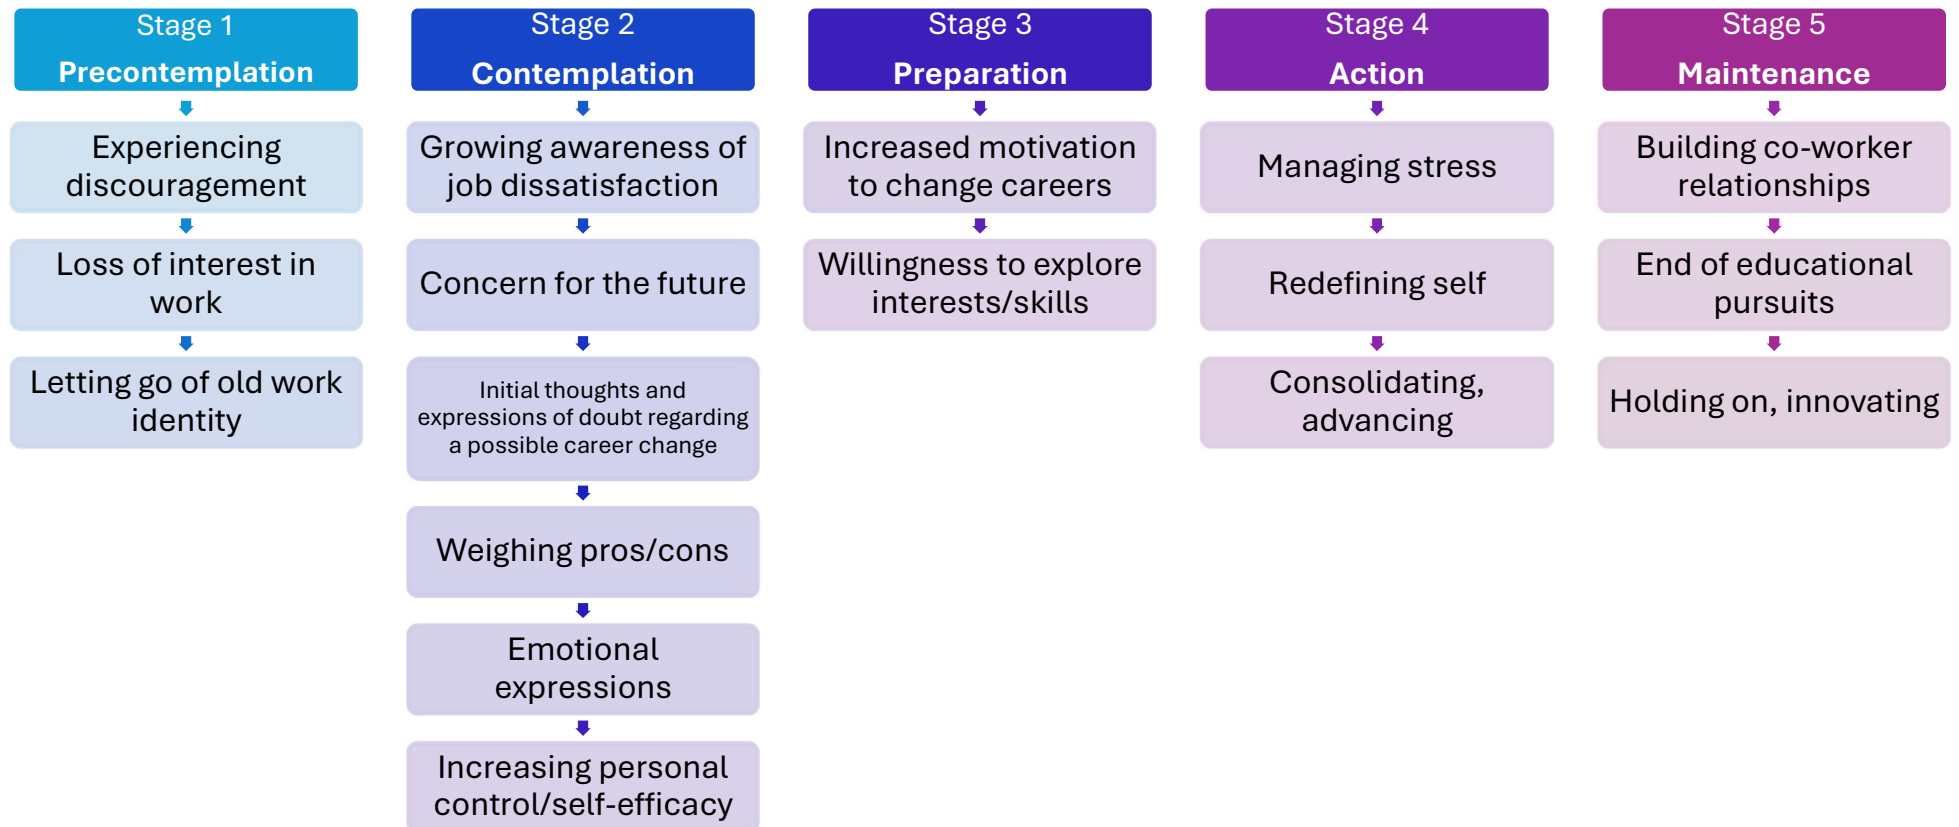 Stage 1
Precontemplation
Experiencing
discouragement
Loss of interest in
work
Letting go of old work
identity
Stage 2
Contemplation
Growing awareness of
job dissatisfaction
Concern for the future
Initial thoughts and
expressions of doubt regarding
a possible career change
Weighing pros/cons
Emotional
expressions
Increasing personal
control/self-efficacy
Stage 3
Preparation
Increased motivation
to change careers
Willingness to explore
interests/skills
Stage 4
Action
Managing stress
Redefining self
Consolidating,
advancing
Stage 5
Maintenance
Building co-worker
relationships
End of educational
pursuits
Holding on, innovating